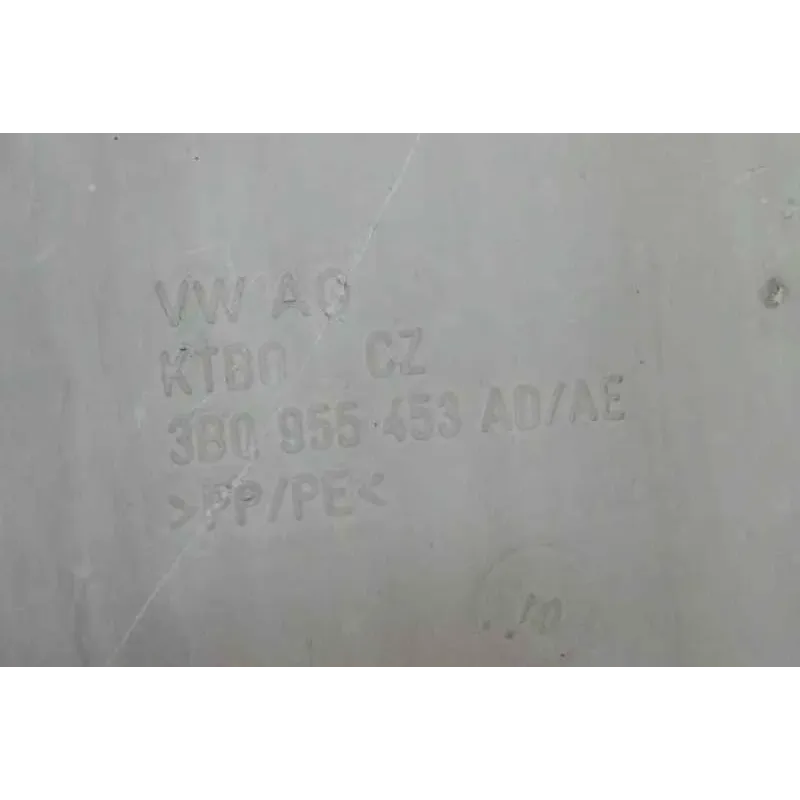 VW AG
KTBO CZ
3B0 955 453 AD/AE
>PP/PE<